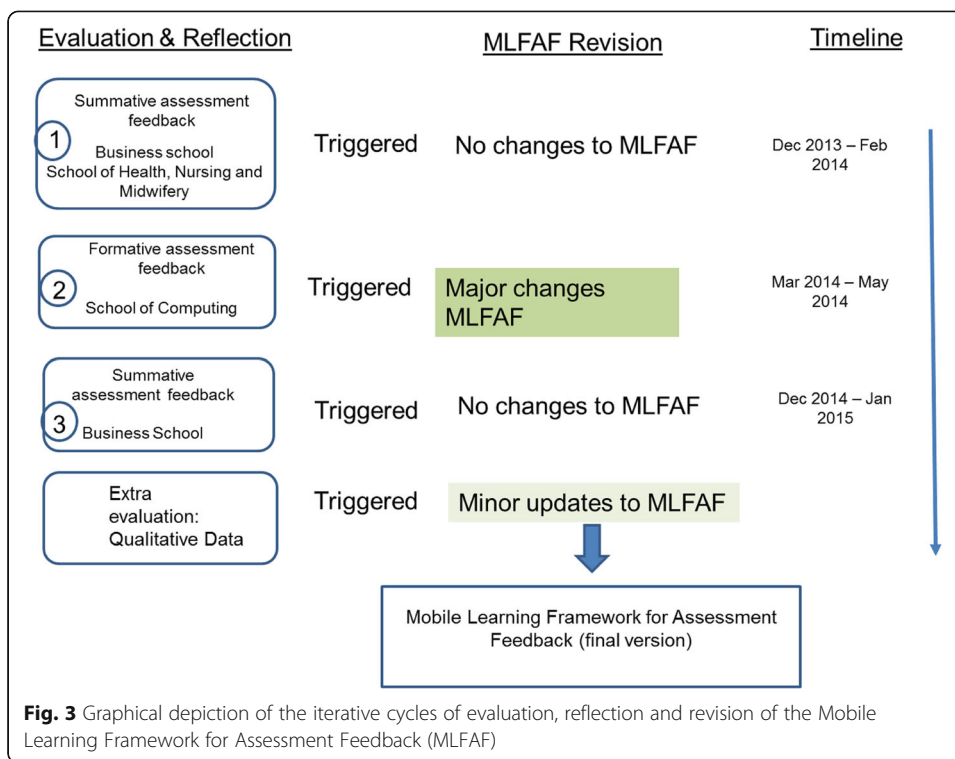 Evaluation & Reflection
MLFAF Revision
Timeline
Summative assessment
feedback
1
Business school
School of Health, Nursing and
Midwifery
Triggered
No changes to MLFAF
Dec 2013 – Feb
2014
Formative assessment
feedback
2
School of Computing
Triggered
Major changes
MLFAF
Mar 2014 – May
2014
Summative
assessment feedback
3
Business School
Triggered
No changes to MLFAF
Dec 2014 – Jan
2015
Extra
evaluation:
Qualitative Data
Triggered
Minor updates to MLFAF
Mobile Learning Framework for Assessment
Feedback (final version)
Fig. 3 Graphical depiction of the iterative cycles of evaluation, reflection and revision of the Mobile
Learning Framework for Assessment Feedback (MLFAF)